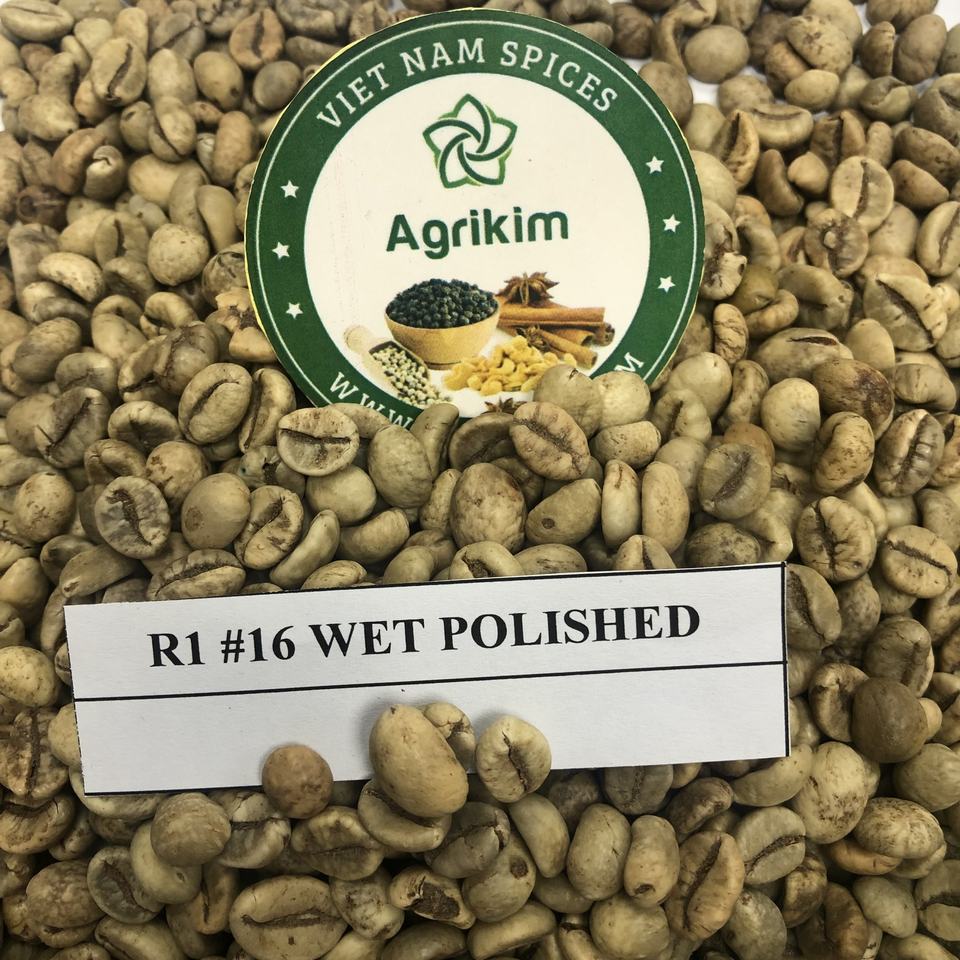 VIET NAM SPICES
Agrikim
R1 #16 WET POLISHED